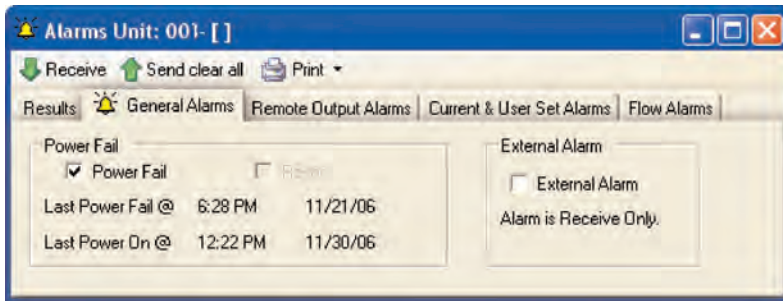 Alarms Unit: 001- [ ]
Receive Send clear all Print
Results General Alarms Remote Output Alarms Current & User Set Alarms Flow Alarms
Power Fail
Power Fail
Last Power Fail @ 6:28 PM 11/21/06
Last Power On @ 12:22 PM 11/30/06
External Alarm
External Alarm
Alarm is Receive Only.